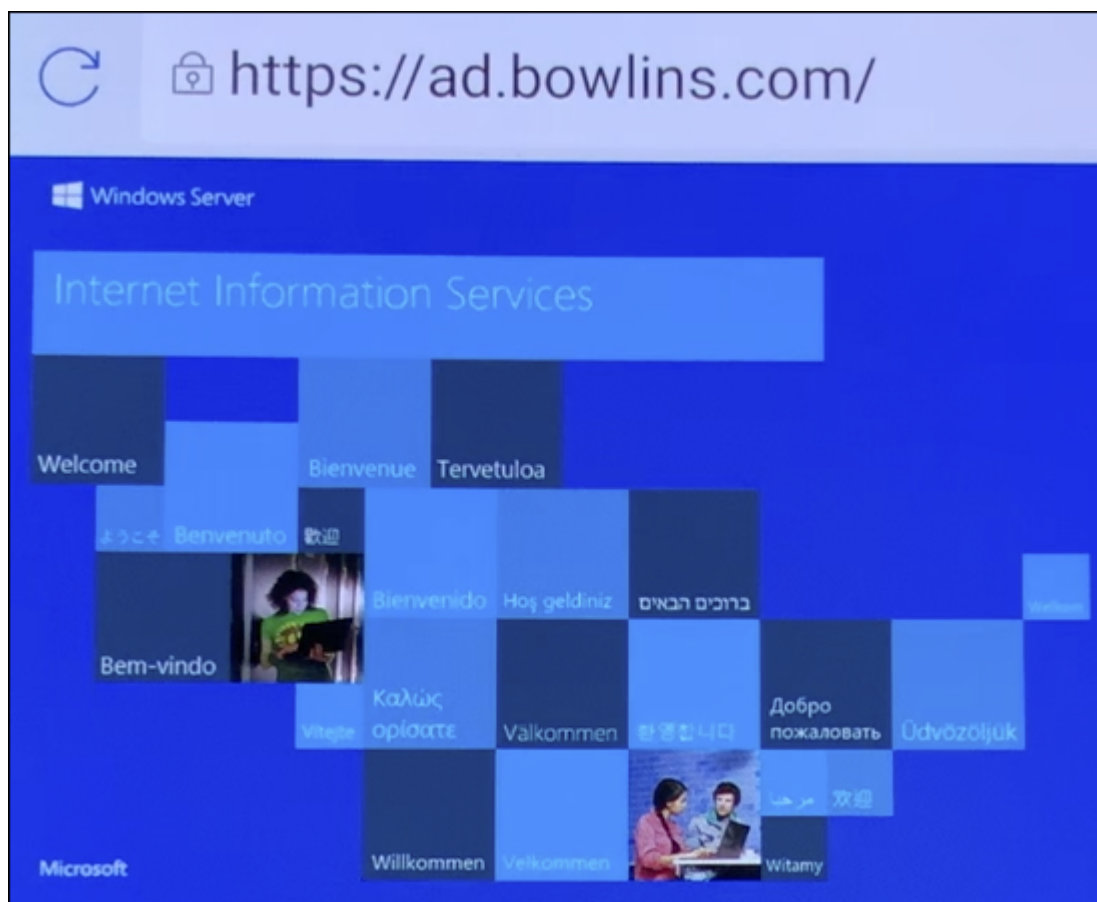 https://ad.bowlins.com/
Windows Server
Internet Information Services
Welcome
Bienvenue
Tervetuloa
ようこそ
Benvenuto
歡迎
Bienvenido
Hoş geldiniz
ברוכים הבאים
Welkom
Bem-vindo
Vítejte
Καλώς
ορίσατε
Välkommen
환영합니다
Добро
пожаловать
Üdvözöljük
مرحبا
欢迎
Willkommen
Velkommen
Witamy
Microsoft